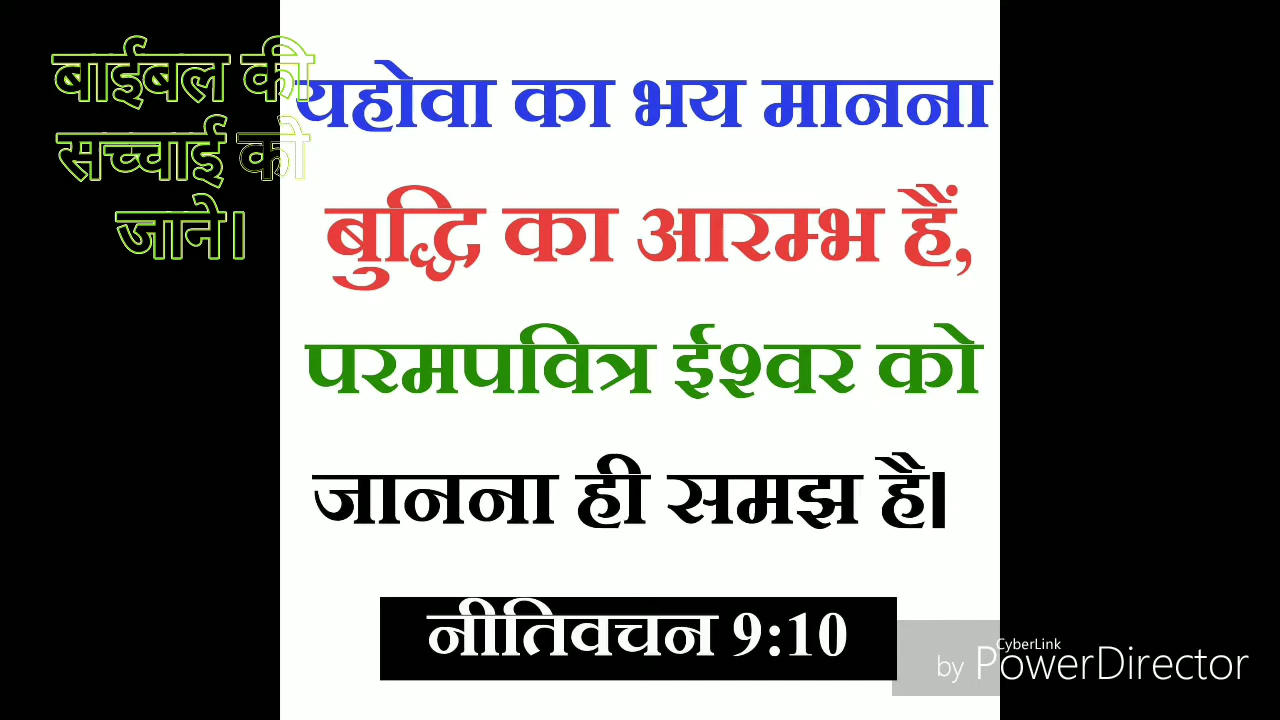 बाईबल की
सच्चाई को
जाने।
यहोवा का भय मानना
बुद्धि का आरम्भ हैं,
परमपवित्र ईश्वर को
जानना ही समझ है।
नीतिवचन 9:10
CyberLink
by PowerDirector